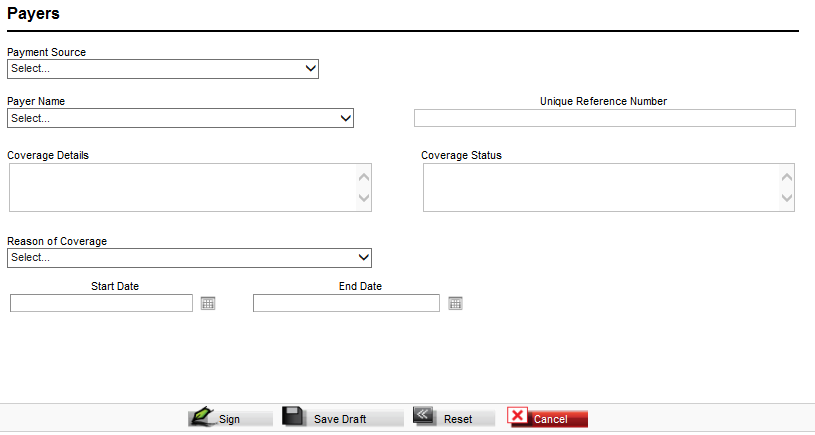 Payers
Payment Source
Select...
Payer Name
Unique Reference Number
Select...
Coverage Details
Coverage Status
Reason of Coverage
Select...
Start Date
End Date
Sign
Save Draft
Reset
Cancel